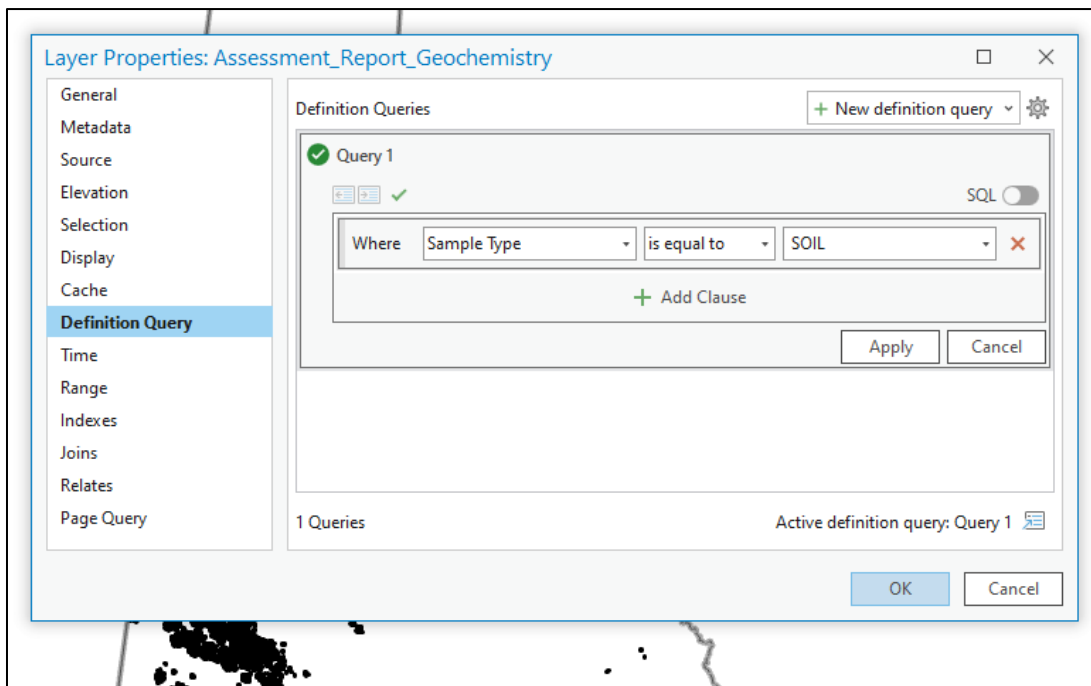 Layer Properties: Assessment_Report_Geochemistry
General
Metadata
Source
Elevation
Selection
Display
Cache
Definition Query
Time
Range
Indexes
Joins
Relates
Page Query
Definition Queries
New definition query
Query 1
SQL
Where Sample Type is equal to SOIL
Add Clause
Apply Cancel
1 Queries Active definition query: Query 1
OK Cancel